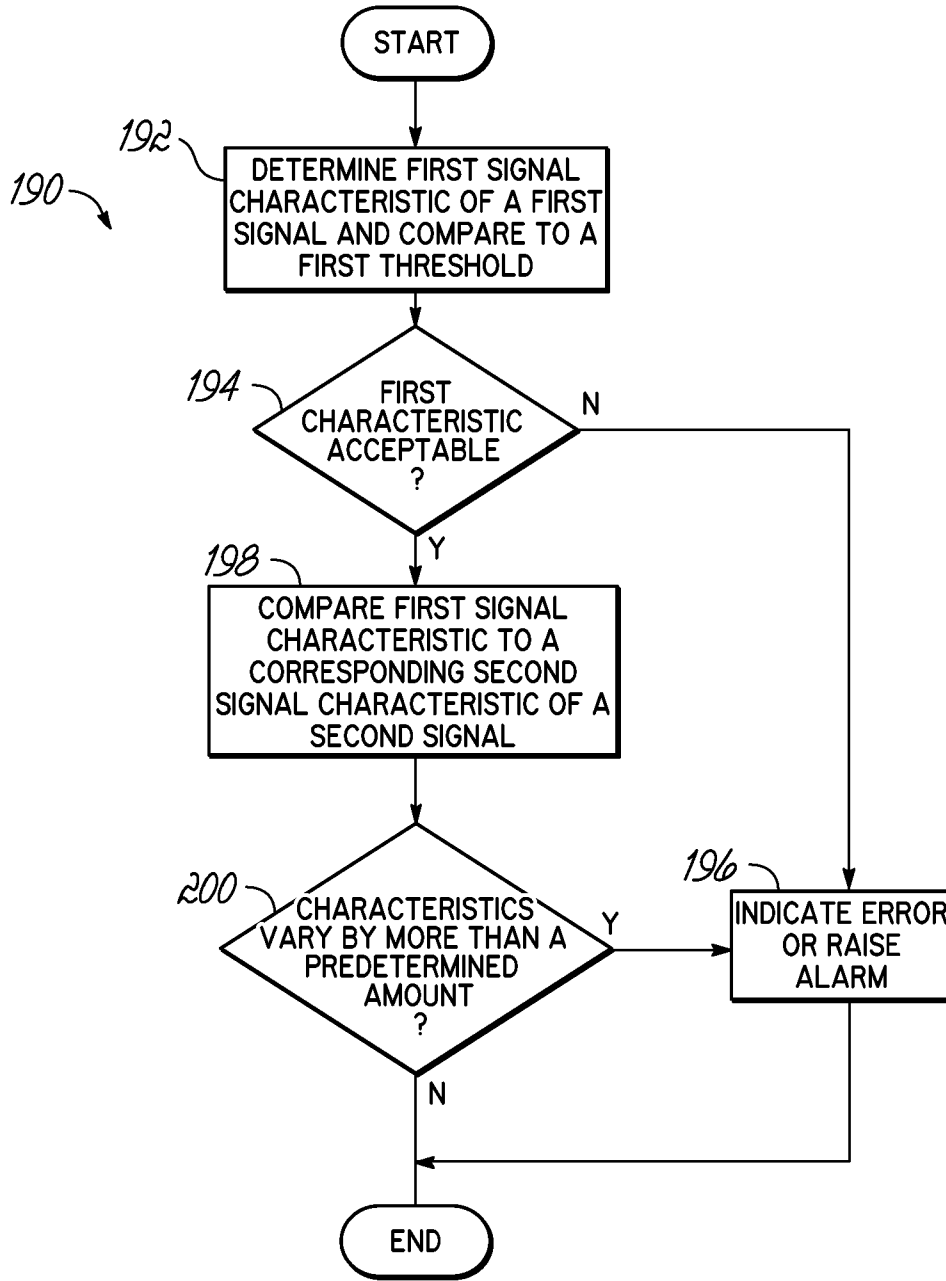 START
192
190
DETERMINE FIRST SIGNAL
CHARACTERISTIC OF A FIRST
SIGNAL AND COMPARE TO A
FIRST THRESHOLD
194
FIRST
CHARACTERISTIC
ACCEPTABLE
?
N
Y
198
COMPARE FIRST SIGNAL
CHARACTERISTIC TO A
CORRESPONDING SECOND
SIGNAL CHARACTERISTIC OF A
SECOND SIGNAL
200
CHARACTERISTICS
VARY BY MORE THAN A
PREDETERMINED
AMOUNT
?
Y
N
196
INDICATE ERROR
OR RAISE
ALARM
END